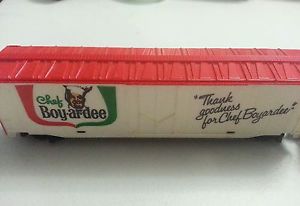 Chef
Boy-ar-dee
"Thank
goodness
for Chef Boyardee"